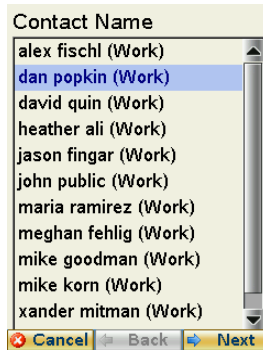 Contact Name
alex fischl (Work)
dan popkin (Work)
david quin (Work)
heather ali (Work)
jason fingar (Work)
john public (Work)
maria ramirez (Work)
meghan fehlig (Work)
mike goodman (Work)
mike korn (Work)
xander mitman (Work)
Cancel Back Next